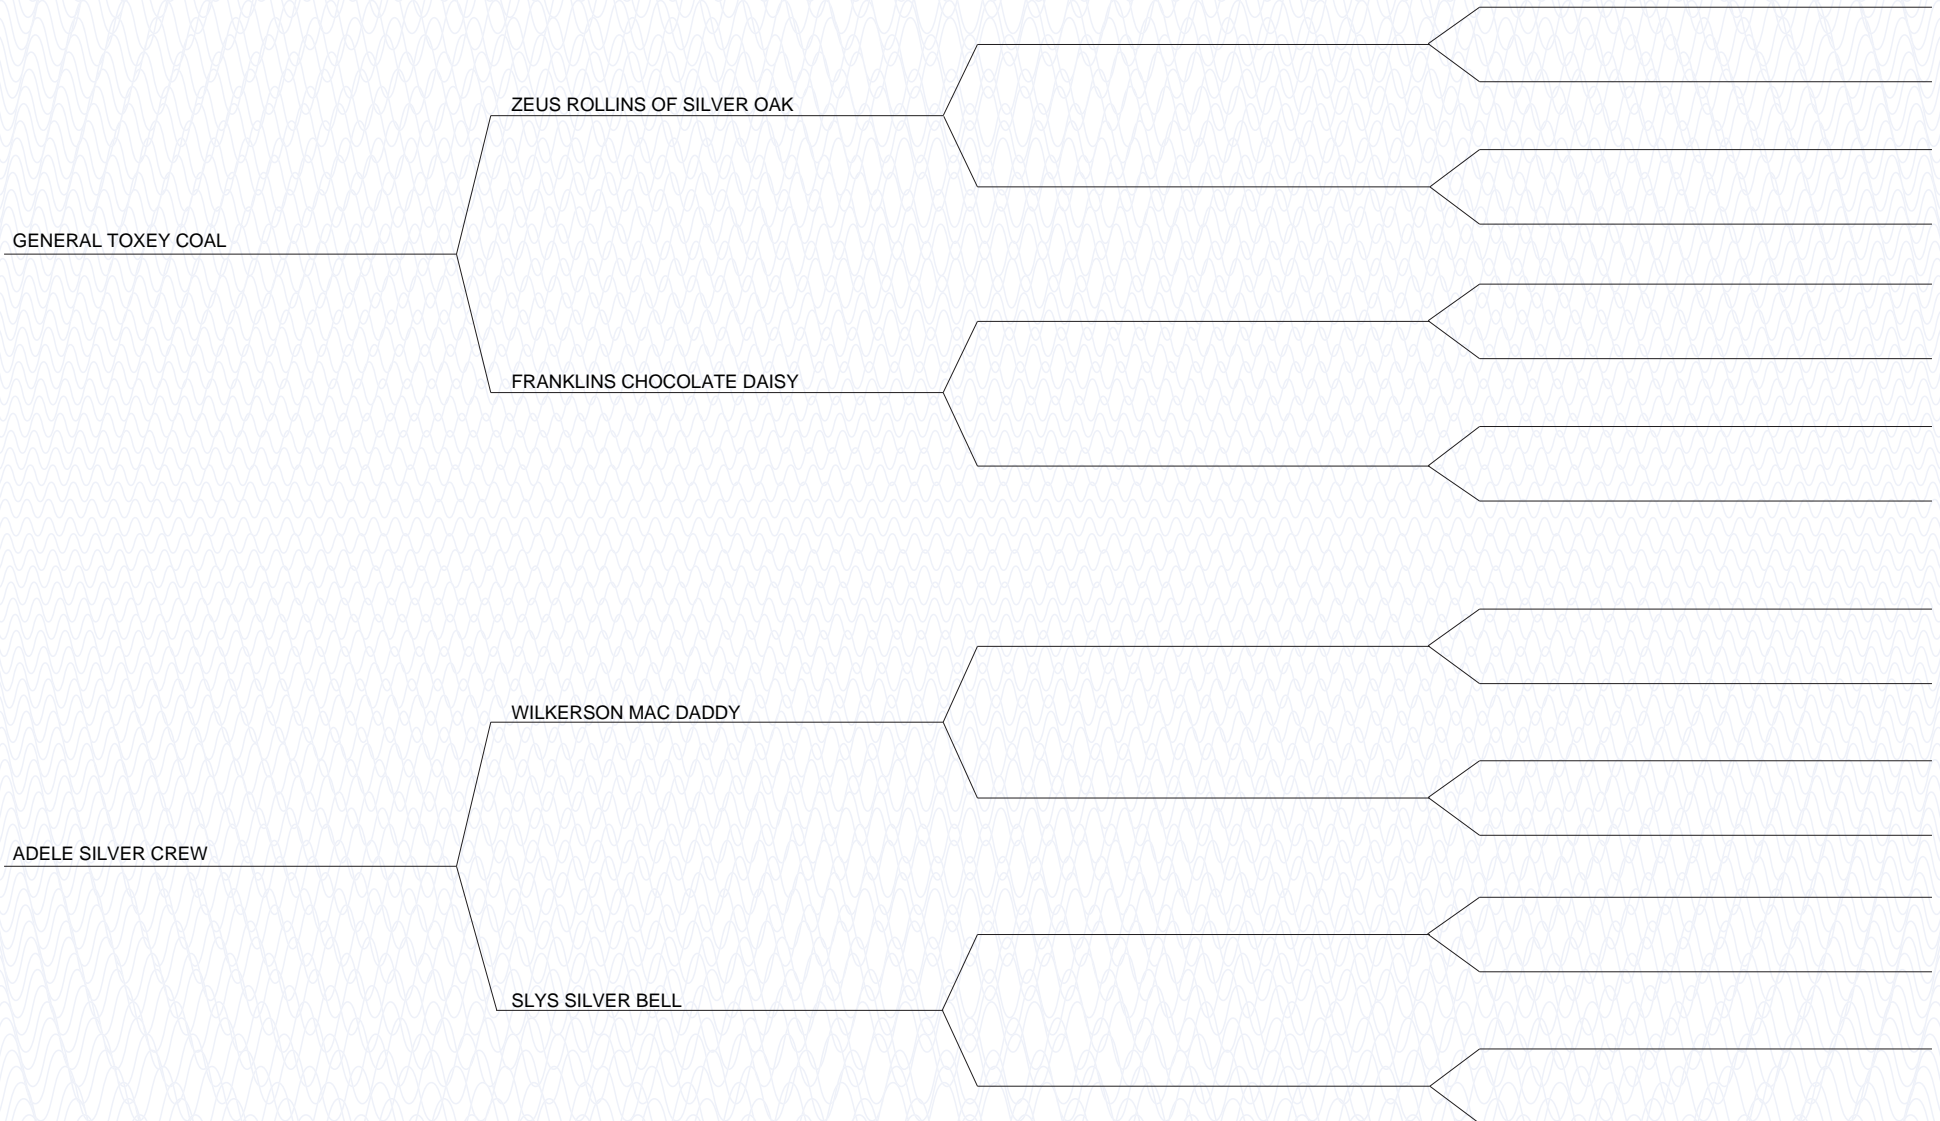 ZEUS ROLLINS OF SILVER OAK
GENERAL TOXEY COAL
FRANKLINS CHOCOLATE DAISY
WILKERSON MAC DADDY
ADELE SILVER CREW
SLYS SILVER BELL